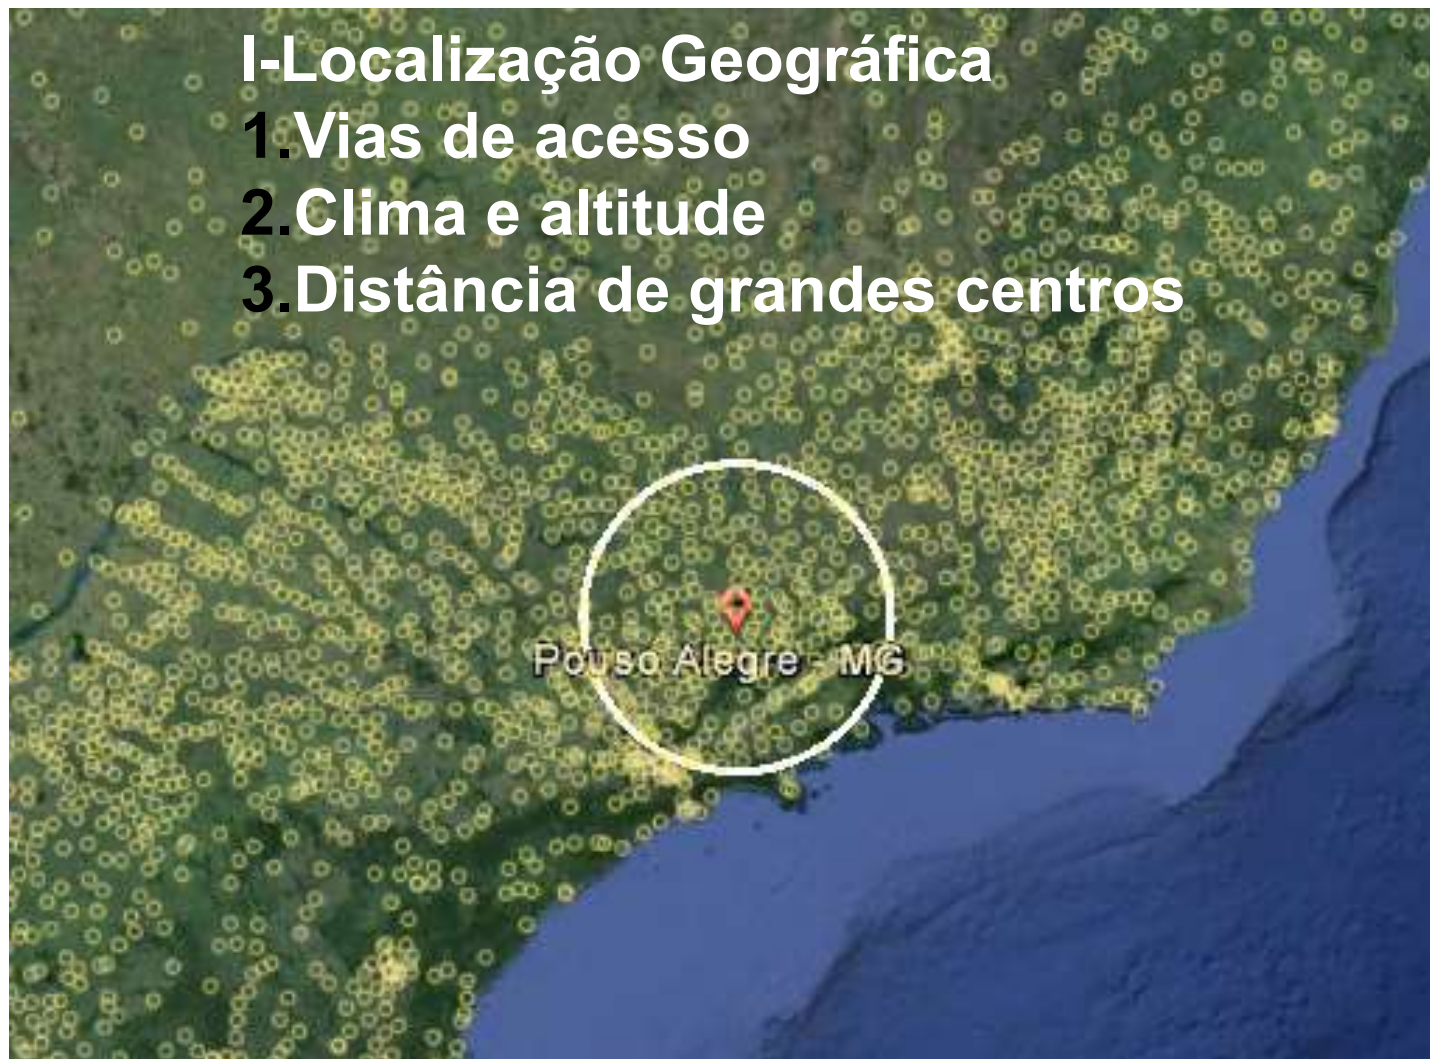 I-Localização Geográfica
1.Vias de acesso
2.Clima e altitude
3.Distância de grandes centros
Pouso Alegre - MG